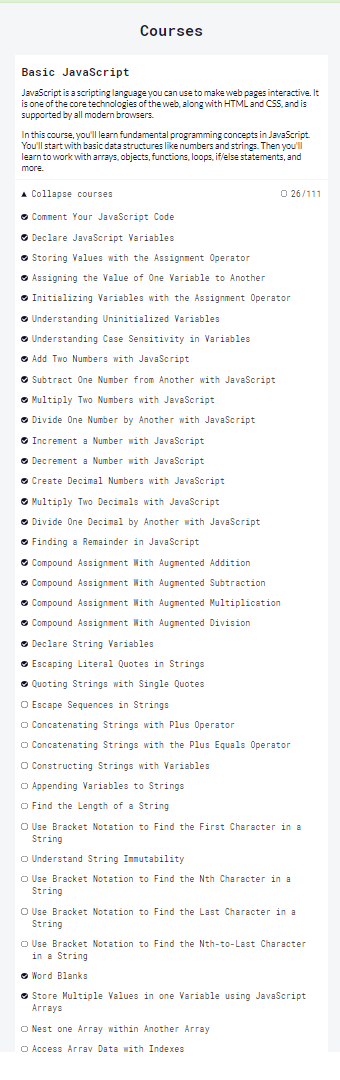 Courses
Basic JavaScript
JavaScript is a scripting language you can use to make web pages interactive. It
is one of the core technologies of the web, along with HTML and CSS, and is
supported by all modern browsers.
In this course, you'll learn fundamental programming concepts in JavaScript.
You'll start with basic data structures like numbers and strings. Then you'll
learn to work with arrays, objects, functions, loops, if/else statements, and
more.
Collapse courses 26/111
Comment Your JavaScript Code
Declare JavaScript Variables
Storing Values with the Assignment Operator
Assigning the Value of One Variable to Another
Initializing Variables with the Assignment Operator
Understanding Uninitialized Variables
Understanding Case Sensitivity in Variables
Add Two Numbers with JavaScript
Subtract One Number from Another with JavaScript
Multiply Two Numbers with JavaScript
Divide One Number by Another with JavaScript
Increment a Number with JavaScript
Decrement a Number with JavaScript
Create Decimal Numbers with JavaScript
Multiply Two Decimals with JavaScript
Divide One Decimal by Another with JavaScript
Finding a Remainder in JavaScript
Compound Assignment With Augmented Addition
Compound Assignment With Augmented Subtraction
Compound Assignment With Augmented Multiplication
Compound Assignment With Augmented Division
Declare String Variables
Escaping Literal Quotes in Strings
Quoting Strings with Single Quotes
Escape Sequences in Strings
Concatenating Strings with Plus Operator
Concatenating Strings with the Plus Equals Operator
Constructing Strings with Variables
Appending Variables to Strings
Find the Length of a String
Use Bracket Notation to Find the First Character in a
String
Understand String Immutability
Use Bracket Notation to Find the Nth Character in a
String
Use Bracket Notation to Find the Last Character in a
String
Use Bracket Notation to Find the Nth-to-Last Character
in a String
Word Blanks
Store Multiple Values in one Variable using JavaScript
Arrays
Nest one Array within Another Array
Access Array Data with Indexes